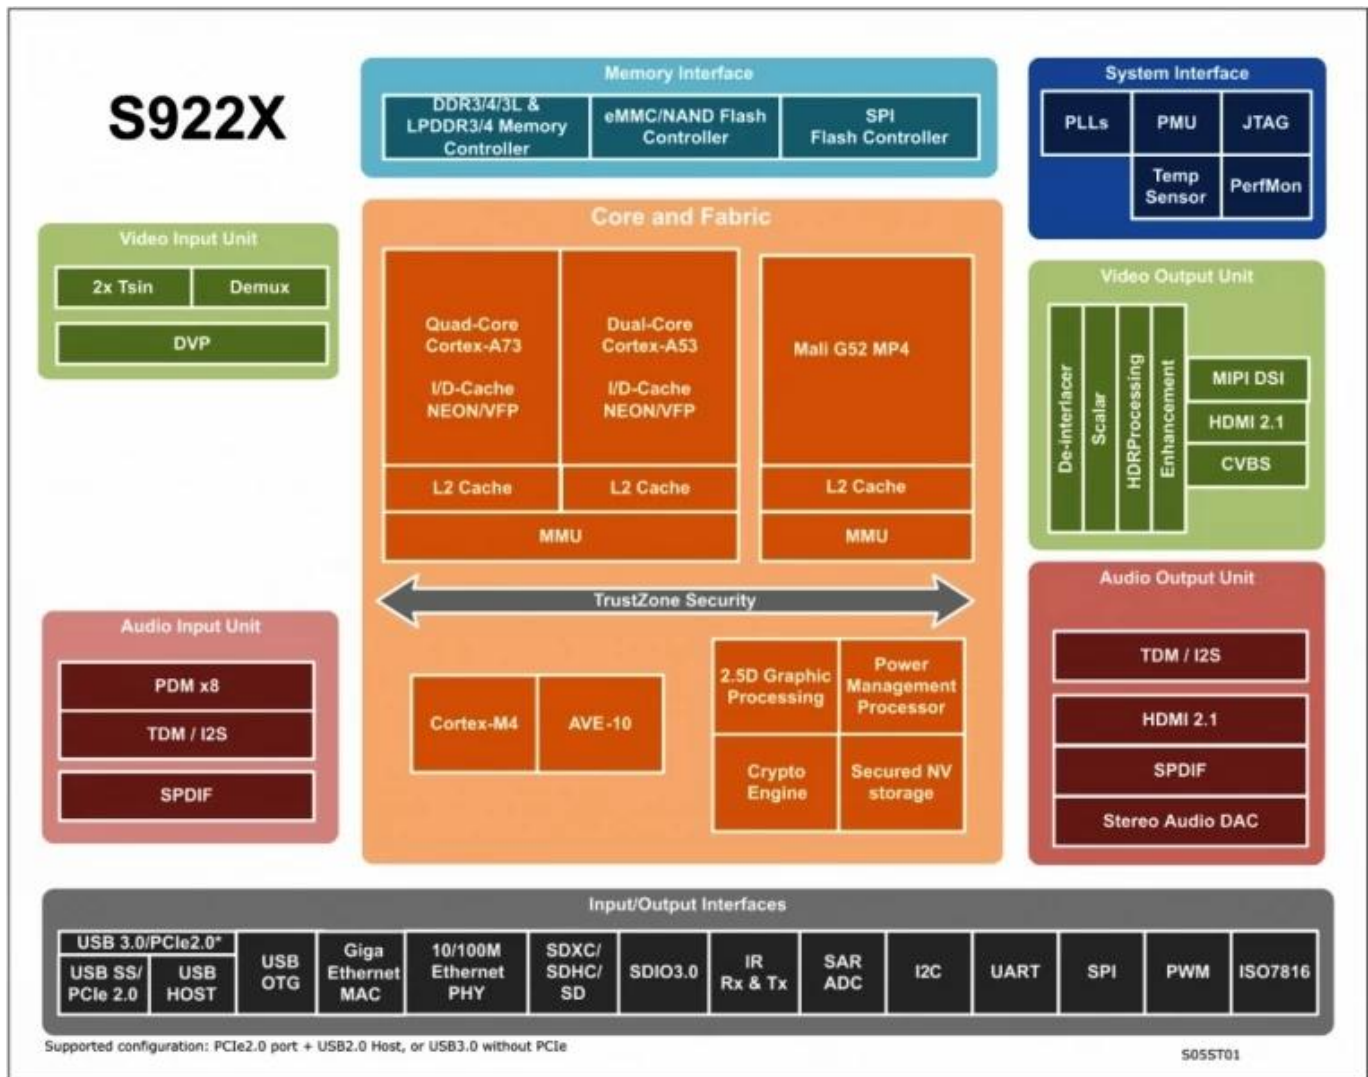 S922X
Memory Interface
DDR3/4/3L &
LPDDR3/4 Memory
Controller
eMMC/NAND Flash
Controller
SPI
Flash Controller
System Interface
PLLs
PMU
JTAG
Temp
Sensor
PerfMon
Video Input Unit
2x Tsin
Demux
DVP
Core and Fabric
Quad-Core
Cortex-A73
I/D-Cache
NEON/VFP
Dual-Core
Cortex-A53
I/D-Cache
NEON/VFP
Mali G52 MP4
L2 Cache
L2 Cache
L2 Cache
MMU
MMU
TrustZone Security
Cortex-M4
AVE-10
2.5D Graphic
Processing
Power
Management
Processor
Crypto
Engine
Secured NV
storage
Video Output Unit
De-interlacer
Scalar
HDRProcessing
Enhancement
MIPI DSI
HDMI 2.1
CVBS
Audio Input Unit
PDM x8
TDM / I2S
SPDIF
Audio Output Unit
TDM / I2S
HDMI 2.1
SPDIF
Stereo Audio DAC
Input/Output Interfaces
USB 3.0/PCIe2.0*
USB SS/
PCIe 2.0
USB
HOST
USB
OTG
Giga
Ethernet
MAC
10/100M
Ethernet
PHY
SDXC/
SDHC/
SD
SDIO3.0
IR
Rx & Tx
SAR
ADC
I2C
UART
SPI
PWM
ISO7816
Supported configuration: PCIe2.0 port + USB2.0 Host, or USB3.0 without PCIe
S05ST01